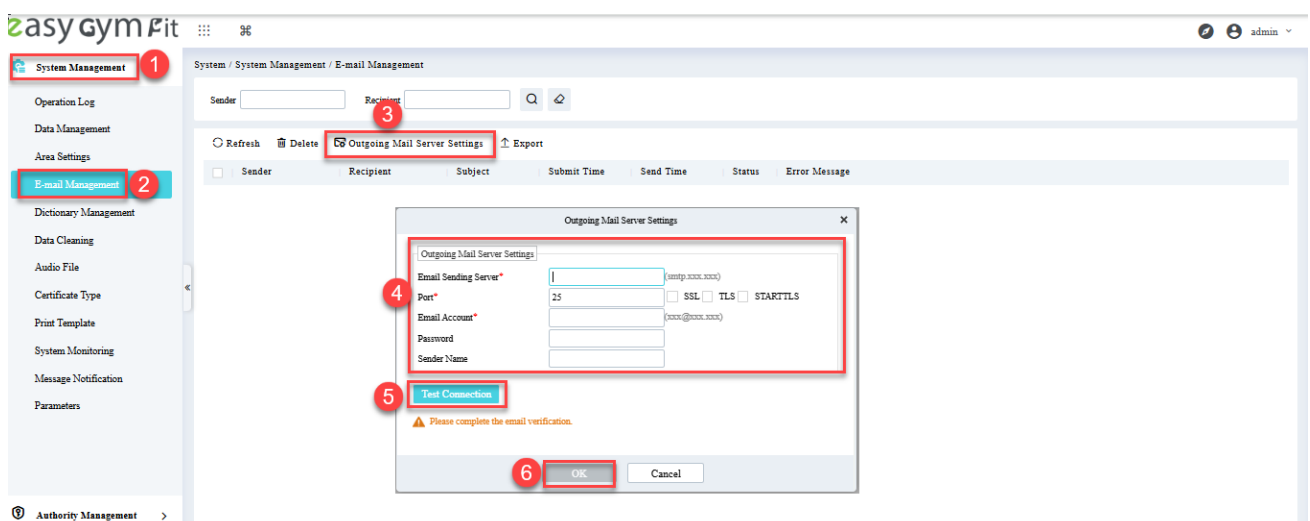 easy Gym Fit
admin
System Management
1
System / System Management / E-mail Management
Operation Log
Data Management
Area Settings
E-mail Management
2
Dictionary Management
Data Cleaning
Audio File
Certificate Type
Print Template
System Monitoring
Message Notification
Parameters
Authority Management
Sender
Recipient
3
Refresh Delete Outgoing Mail Server Settings Export
Sender Recipient Subject Submit Time Send Time Status Error Message
Outgoing Mail Server Settings
Outgoing Mail Server Settings
4
Email Sending Server* (smtp.xxx.xxx)
Port* 25 SSL TLS STARTTLS
Email Account* (xxx@xxx.xxx)
Password
Sender Name
5
Test Connection
Please complete the email verification.
6
OK Cancel